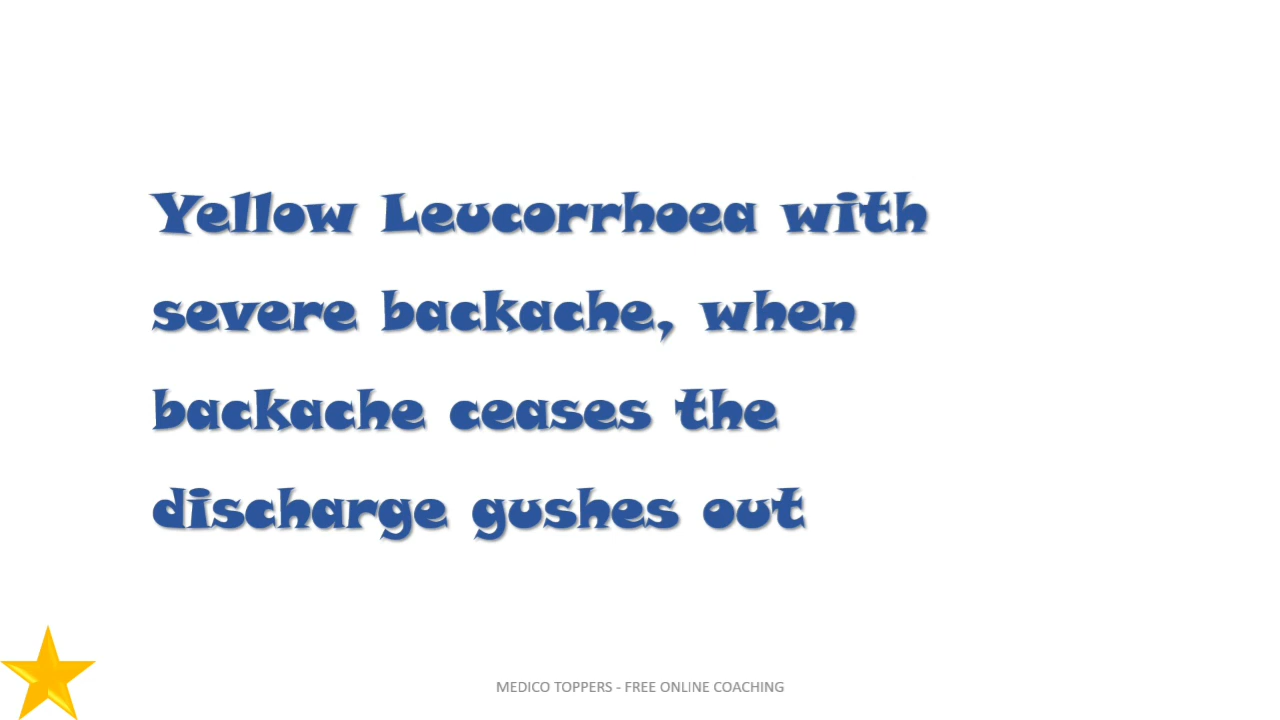 Yellow Leucorrhoea with
severe backache, when
backache ceases the
discharge gushes out
MEDICO TOPPERS - FREE ONLINE COACHING